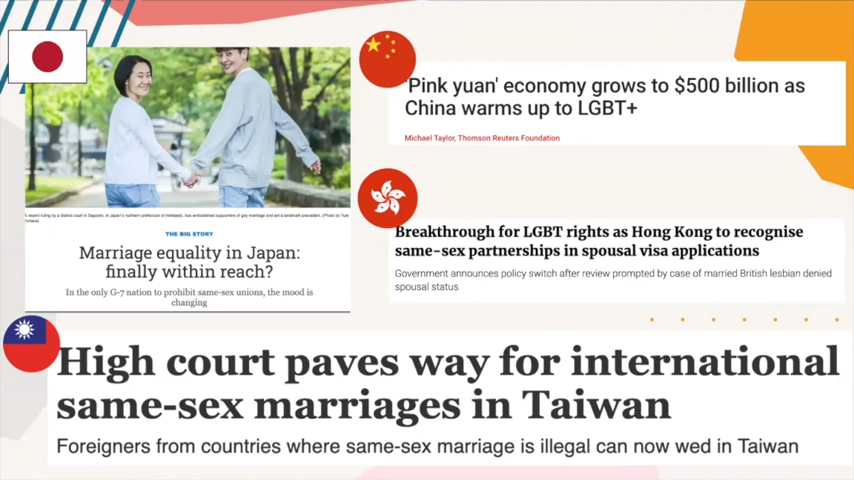 A recent ruling by a district court in Sapporo, in Japan's northern prefecture of Hokkaido, has emboldened supporters of gay marriage and set a landmark precedent. (Photo by Yuki
THE BIG STORY
Marriage equality in Japan:
finally within reach?
In the only G-7 nation to prohibit same-sex unions, the mood is
changing
'Pink yuan' economy grows to $500 billion as
China warms up to LGBT+
Michael Taylor, Thomson Reuters Foundation
Breakthrough for LGBT rights as Hong Kong to recognise
same-sex partnerships in spousal visa applications
Government announces policy switch after review prompted by case of married British lesbian denied
spousal status
High court paves way for international
same-sex marriages in Taiwan
Foreigners from countries where same-sex marriage is illegal can now wed in Taiwan